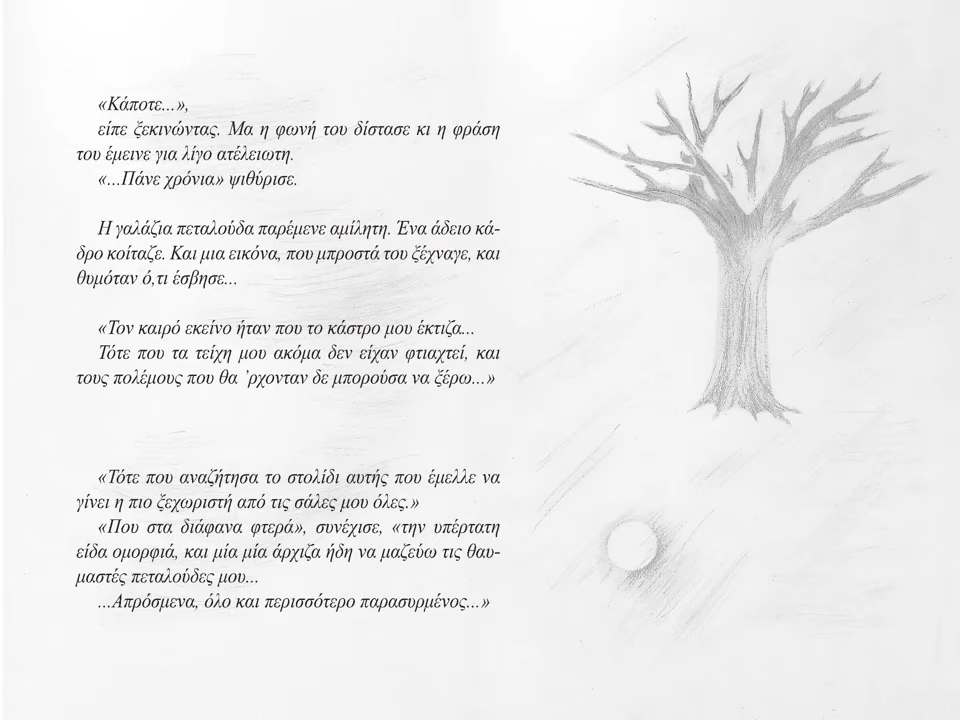 «Κάποτε...»,
είπε ξεκινώντας. Μα η φωνή του δίστασε κι η φράση
του έμεινε για λίγο ατέλειωτη.
«...Πάνε χρόνια» ψιθύρισε.
Η γαλάζια πεταλούδα παρέμενε αμίλητη. Ένα άδειο κά-
δρο κοίταζε. Και μια εικόνα, που μπροστά του ξέχναγε, και
θυμόταν ό,τι έσβησε...
«Τον καιρό εκείνο ήταν που το κάστρο μου έκτιζα...
Τότε που τα τείχη μου ακόμα δεν είχαν φτιαχτεί, και
τους πολέμους που θα ’ρχονταν δε μπορούσα να ξέρω...»
«Τότε που αναζήτησα το στολίδι αυτής που έμελλε να
γίνει η πιο ξεχωριστή από τις σάλες μου όλες.»
«Που στα διάφανα φτερά», συνέχισε, «την υπέρτατη
είδα ομορφιά, και μία μία άρχιζα ήδη να μαζεύω τις θαυ-
μαστές πεταλούδες μου...
...Απρόσμενα, όλο και περισσότερο παρασυρμένος...»